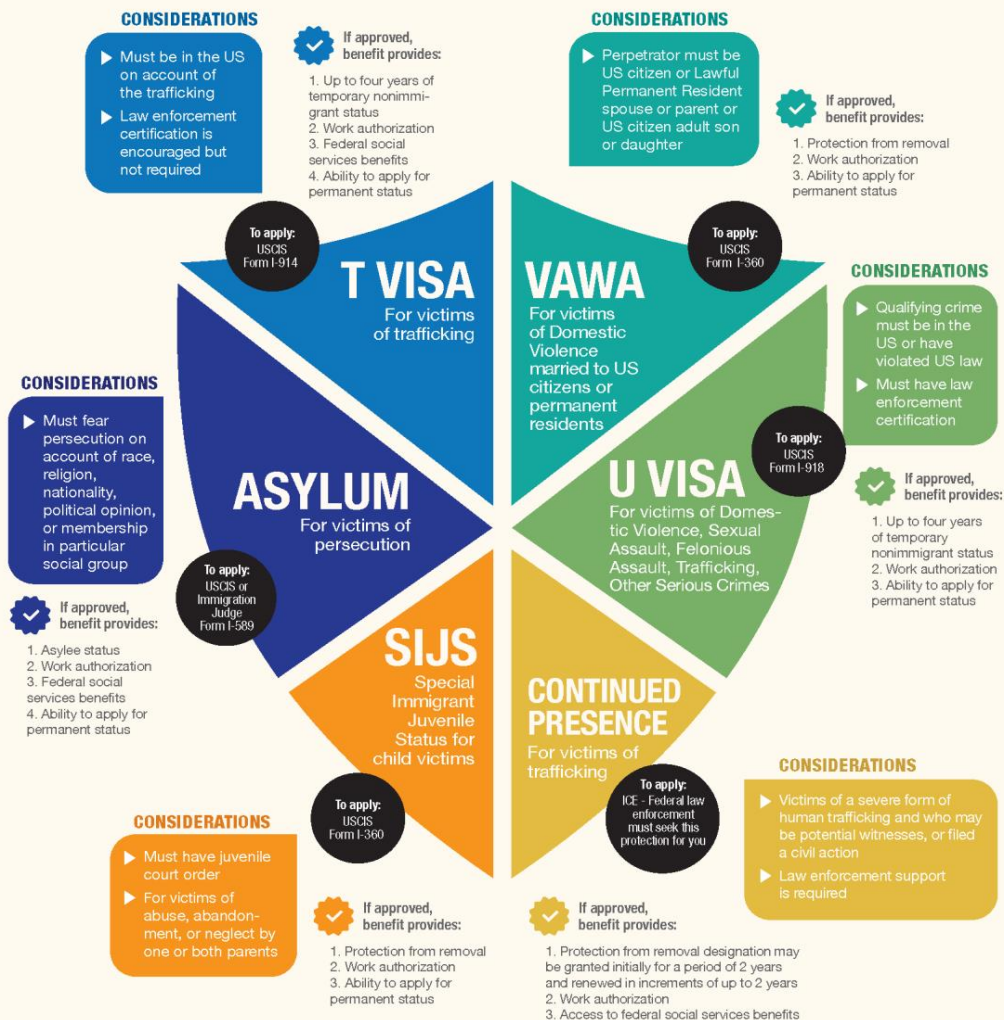 CONSIDERATIONS
Must be in the US
on account of
the trafficking
Law enforcement
certification is
encouraged but
not required
If approved,
benefit provides:
1. Up to four years of
temporary nonimmi-
grant status
2. Work authorization
3. Federal social
services benefits
4. Ability to apply for
permanent status
To apply:
USCIS
Form I-914
T VISA
For victims
of trafficking
CONSIDERATIONS
Perpetrator must be
US citizen or Lawful
Permanent Resident
spouse or parent or
US citizen adult son
or daughter
If approved,
benefit provides:
1. Protection from removal
2. Work authorization
3. Ability to apply for
permanent status
To apply:
USCIS
Form I-360
VAWA
For victims
of Domestic
Violence
married to US
citizens or
permanent
residents
CONSIDERATIONS
Qualifying crime
must be in the
US or have
violated US law
Must have law
enforcement
certification
To apply:
USCIS
Form I-918
If approved,
benefit provides:
1. Up to four years
of temporary
nonimmigrant status
2. Work authorization
3. Ability to apply for
permanent status
U VISA
For victims of Domes-
tic Violence, Sexual
Assault, Felonious
Assault, Trafficking,
Other Serious Crimes
CONSIDERATIONS
Must fear
persecution on
account of race,
religion,
nationality,
political opinion,
or membership
in particular
social group
ASYLUM
For victims of
persecution
To apply:
USCIS or
Immigration
Judge
Form I-589
If approved,
benefit provides:
1. Asylee status
2. Work authorization
3. Federal social
services benefits
4. Ability to apply for
permanent status
SIJS
Special
Immigrant
Juvenile
Status for
child victims
To apply:
USCIS
Form I-360
CONSIDERATIONS
Must have juvenile
court order
For victims of
abuse, abandon-
ment, or neglect by
one or both parents
If approved,
benefit provides:
1. Protection from removal
2. Work authorization
3. Ability to apply for
permanent status
CONTINUED
PRESENCE
For victims of
trafficking
To apply:
ICE - Federal law
enforcement
must seek this
protection for you
CONSIDERATIONS
Victims of a severe form of
human trafficking and who may
be potential witnesses, or filed
a civil action
Law enforcement support
is required
If approved,
benefit provides:
1. Protection from removal designation may
be granted initially for a period of 2 years
and renewed in increments of up to 2 years
2. Work authorization
3. Access to federal social services benefits